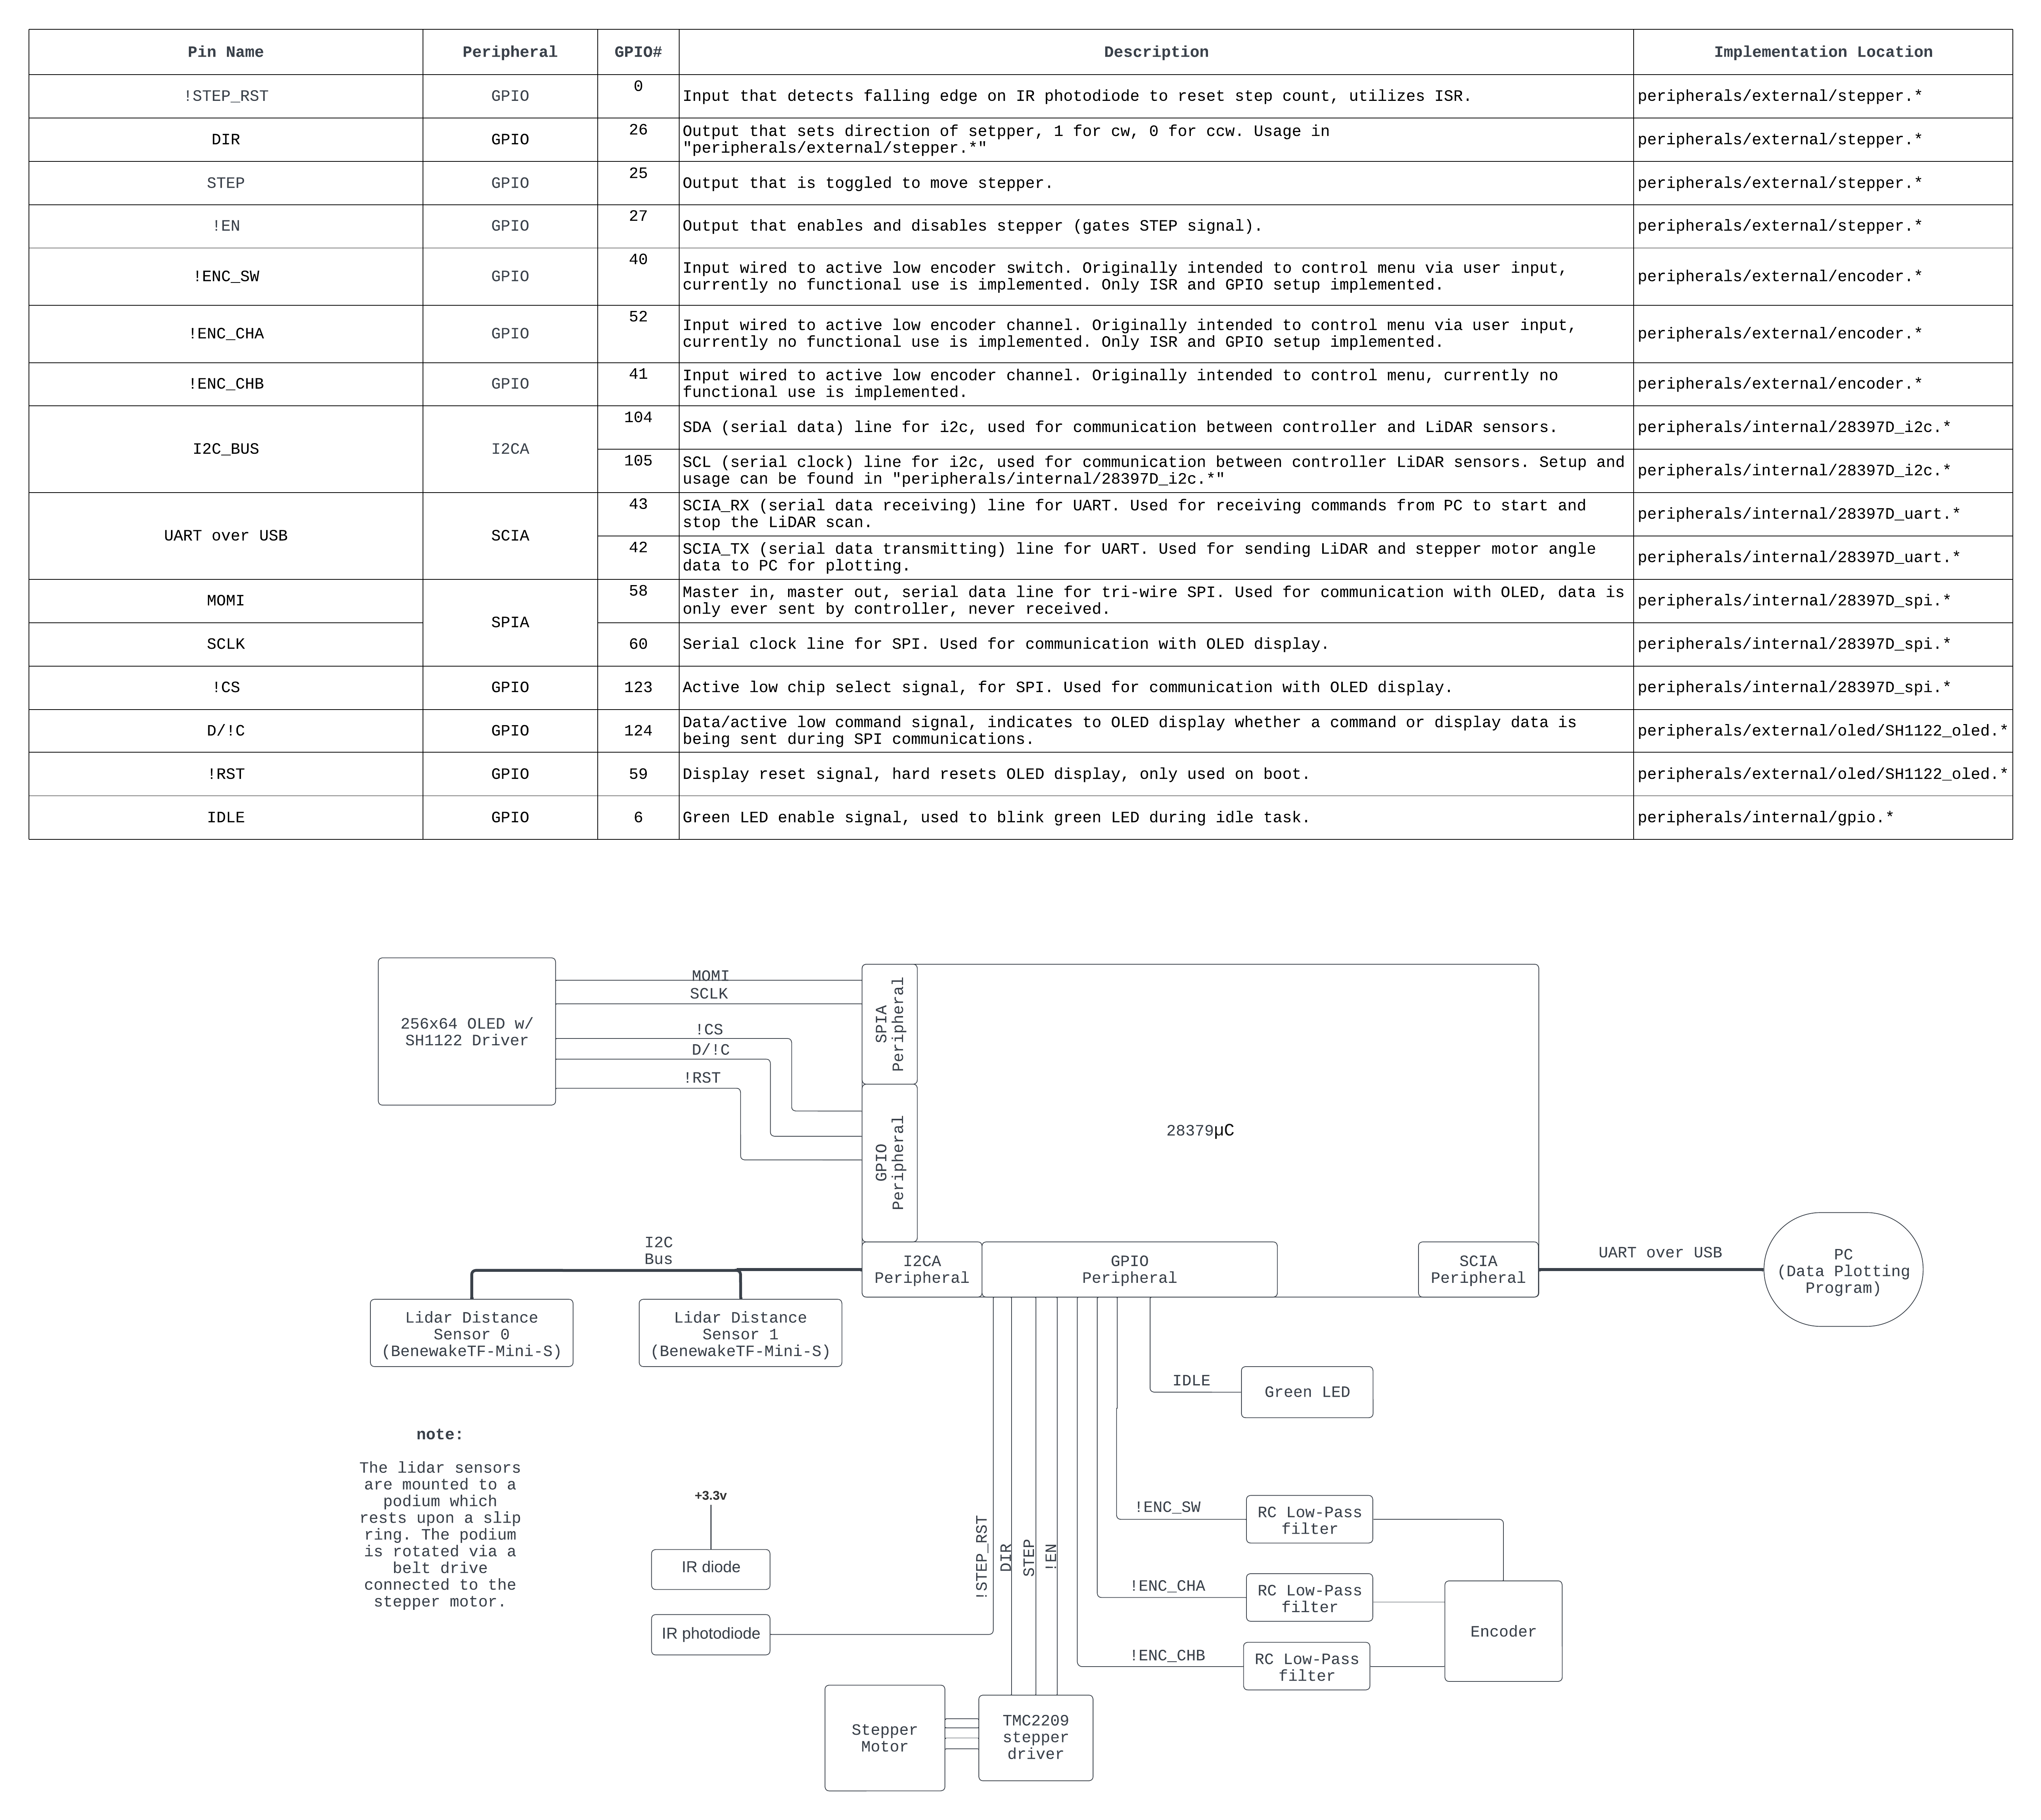 Pin Name Peripheral GPIO# Description Implementation Location
!STEP_RST GPIO 0 Input that detects falling edge on IR photodiode to reset step count, utilizes ISR. peripherals/external/stepper.*
DIR GPIO 26 Output that sets direction of setpper, 1 for cw, 0 for ccw. Usage in
"peripherals/external/stepper.*" peripherals/external/stepper.*
STEP GPIO 25 Output that is toggled to move stepper. peripherals/external/stepper.*
!EN GPIO 27 Output that enables and disables stepper (gates STEP signal). peripherals/external/stepper.*
!ENC_SW GPIO 40 Input wired to active low encoder switch. Originally intended to control menu via user input,
currently no functional use is implemented. Only ISR and GPIO setup implemented. peripherals/external/encoder.*
!ENC_CHA GPIO 52 Input wired to active low encoder channel. Originally intended to control menu via user input,
currently no functional use is implemented. Only ISR and GPIO setup implemented. peripherals/external/encoder.*
!ENC_CHB GPIO 41 Input wired to active low encoder channel. Originally intended to control menu, currently no
functional use is implemented. peripherals/external/encoder.*
I2C_BUS I2CA 104 SDA (serial data) line for i2c, used for communication between controller and LiDAR sensors. peripherals/internal/28397D_i2c.*
105 SCL (serial clock) line for i2c, used for communication between controller LiDAR sensors. Setup and
usage can be found in "peripherals/internal/28397D_i2c.*" peripherals/internal/28397D_i2c.*
UART over USB SCIA 43 SCIA_RX (serial data receiving) line for UART. Used for receiving commands from PC to start and
stop the LiDAR scan. peripherals/internal/28397D_uart.*
42 SCIA_TX (serial data transmitting) line for UART. Used for sending LiDAR and stepper motor angle
data to PC for plotting. peripherals/internal/28397D_uart.*
MOMI SPIA 58 Master in, master out, serial data line for tri-wire SPI. Used for communication with OLED, data is
only ever sent by controller, never received. peripherals/internal/28397D_spi.*
SCLK 60 Serial clock line for SPI. Used for communication with OLED display. peripherals/internal/28397D_spi.*
!CS GPIO 123 Active low chip select signal, for SPI. Used for communication with OLED display. peripherals/internal/28397D_spi.*
D/!C GPIO 124 Data/active low command signal, indicates to OLED display whether a command or display data is
being sent during SPI communications. peripherals/external/oled/SH1122_oled.*
!RST GPIO 59 Display reset signal, hard resets OLED display, only used on boot. peripherals/external/oled/SH1122_oled.*
IDLE GPIO 6 Green LED enable signal, used to blink green LED during idle task. peripherals/internal/gpio.*
256x64 OLED w/
SH1122 Driver
MOMI
SCLK
!CS
D/!C
!RST
SPIA
Peripheral
GPIO
Peripheral
28379µC
I2C
Bus
I2CA
Peripheral
GPIO
Peripheral
SCIA
Peripheral
UART over USB
PC
(Data Plotting
Program)
Lidar Distance
Sensor 0
(BenewakeTF-Mini-S)
Lidar Distance
Sensor 1
(BenewakeTF-Mini-S)
IDLE
Green LED
note:
The lidar sensors
are mounted to a
podium which
rests upon a slip
ring. The podium
is rotated via a
belt drive
connected to the
stepper motor.
+3.3v
IR diode
IR photodiode
!STEP_RST
DIR
STEP
!EN
!ENC_SW
RC Low-Pass
filter
!ENC_CHA
RC Low-Pass
filter
!ENC_CHB
RC Low-Pass
filter
Encoder
Stepper
Motor
TMC2209
stepper
driver